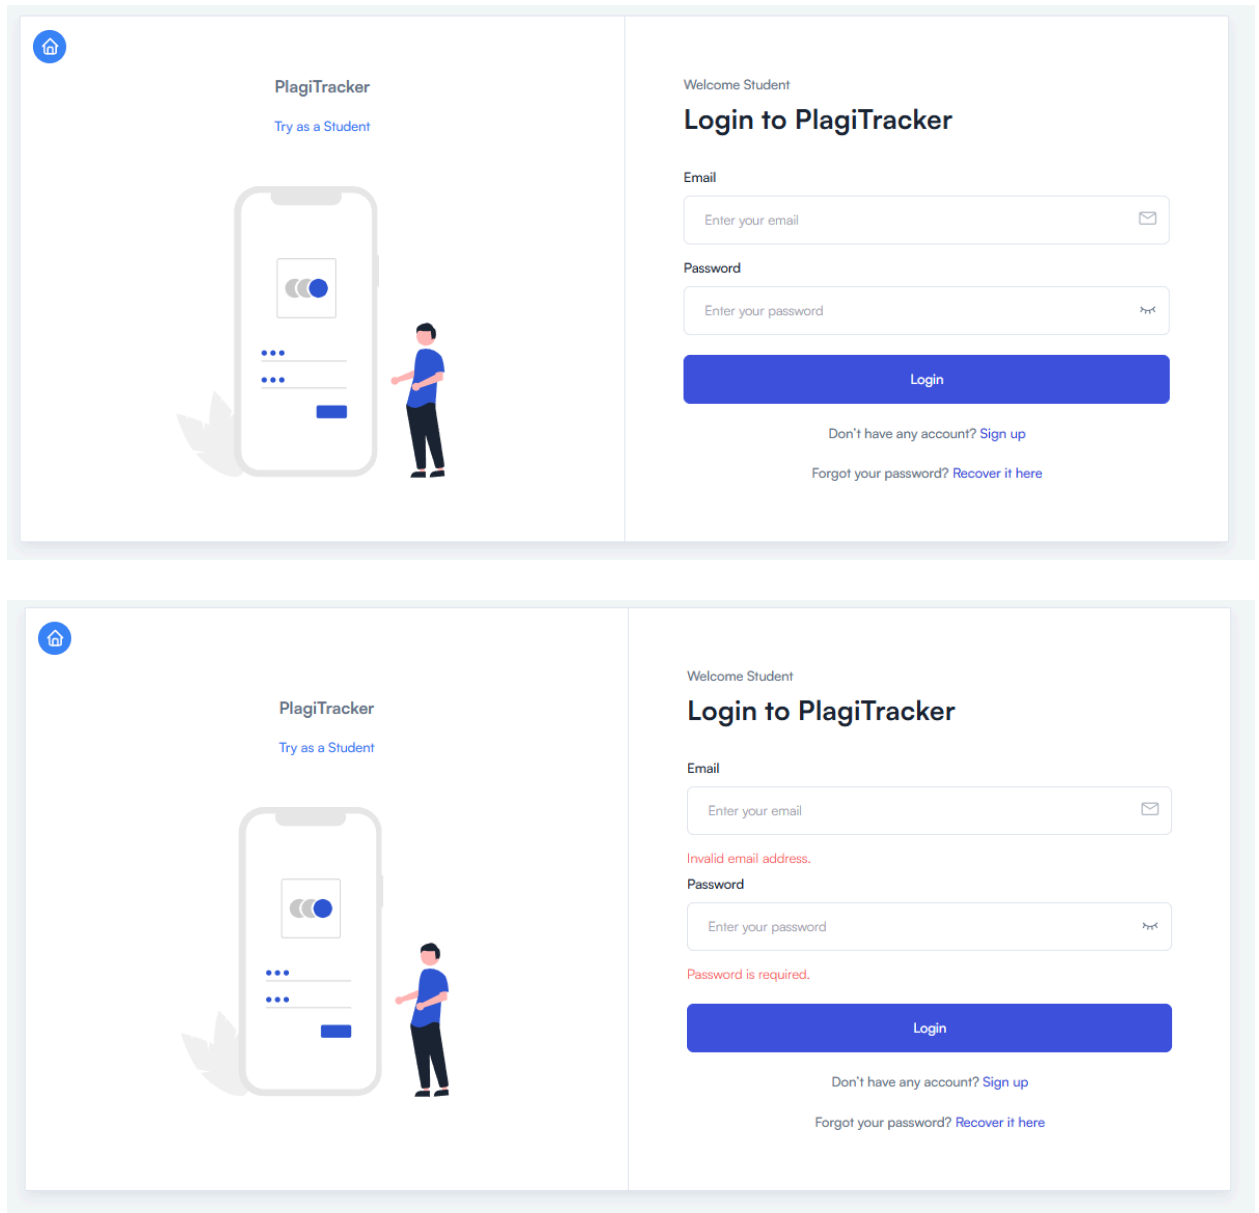 PlagiTracker
Try as a Student
Welcome Student
Login to PlagiTracker
Email
Enter your email
Password
Enter your password
Login
Don't have any account? Sign up
Forgot your password? Recover it here
PlagiTracker
Try as a Student
Welcome Student
Login to PlagiTracker
Email
Enter your email
Invalid email address.
Password
Enter your password
Password is required.
Login
Don't have any account? Sign up
Forgot your password? Recover it here